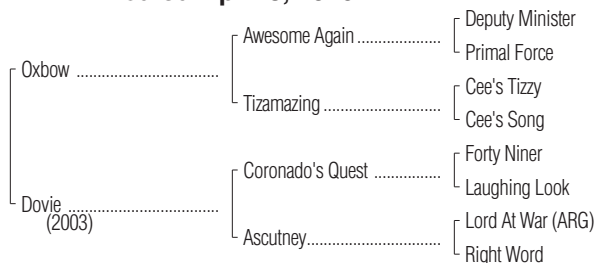 Oxbow
Dovie
(2003)
Awesome Again
Tizamazing
Coronado's Quest
Ascutney
Deputy Minister
Primal Force
Cee's Tizzy
Cee's Song
Forty Niner
Laughing Look
Lord At War (ARG)
Right Word